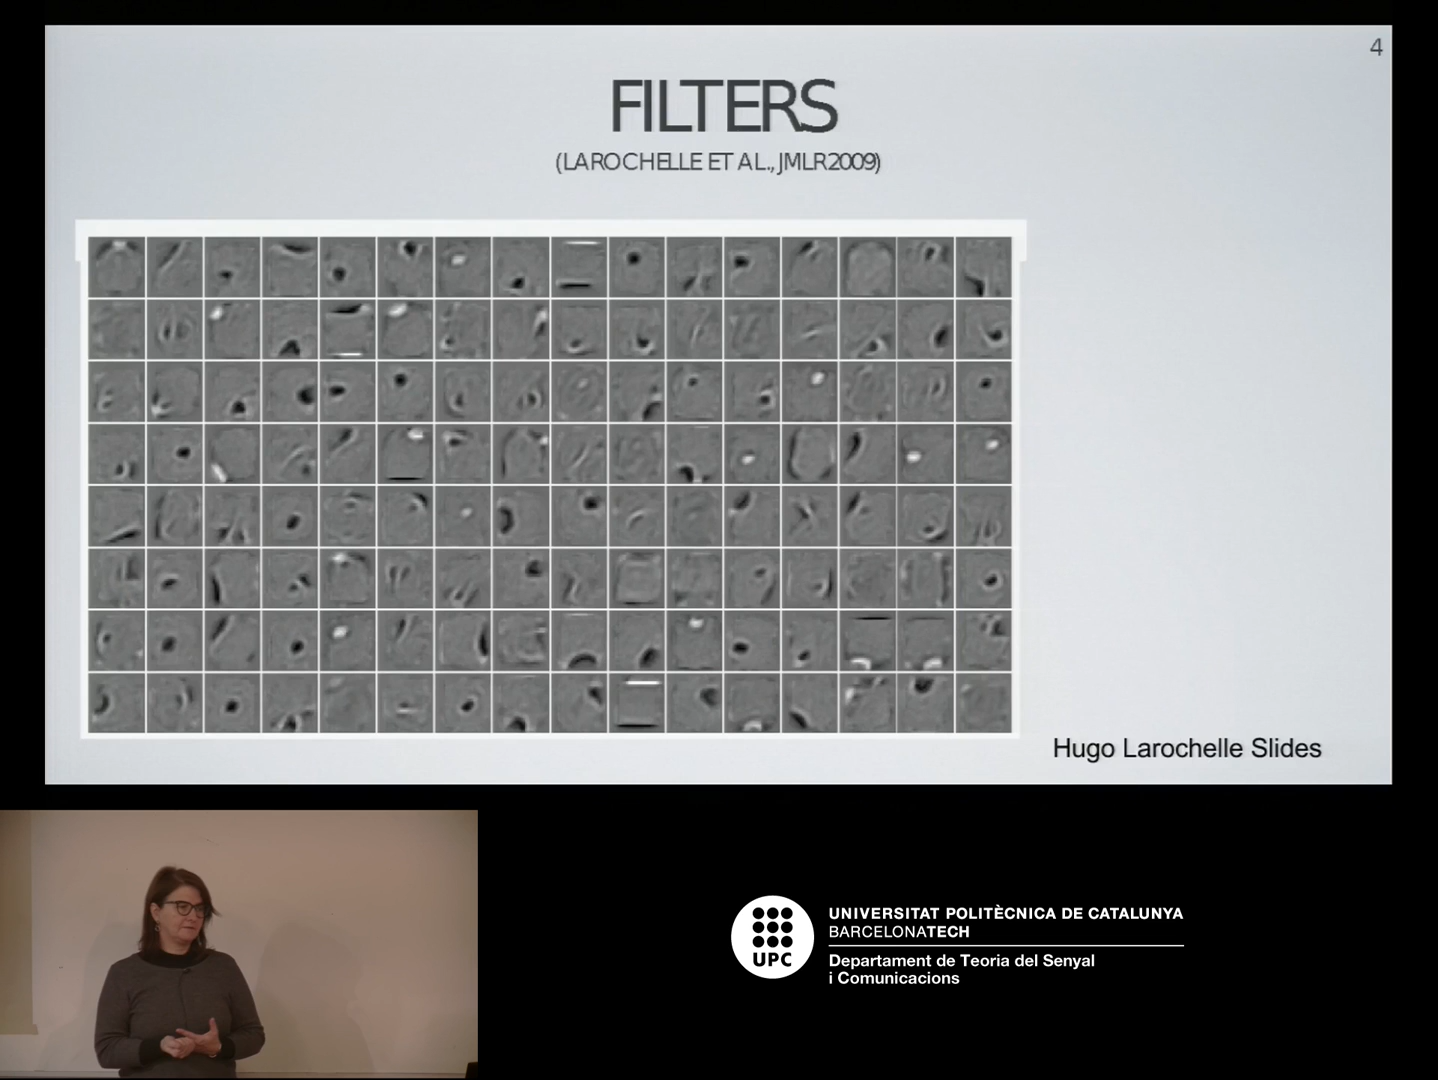 4
FILTERS
(LAROCHELLE ET AL., JMLR2009)
Hugo Larochelle Slides
UPC
UNIVERSITAT POLITÈCNICA DE CATALUNYA
BARCELONATECH
Departament de Teoria del Senyal
i Comunicacions